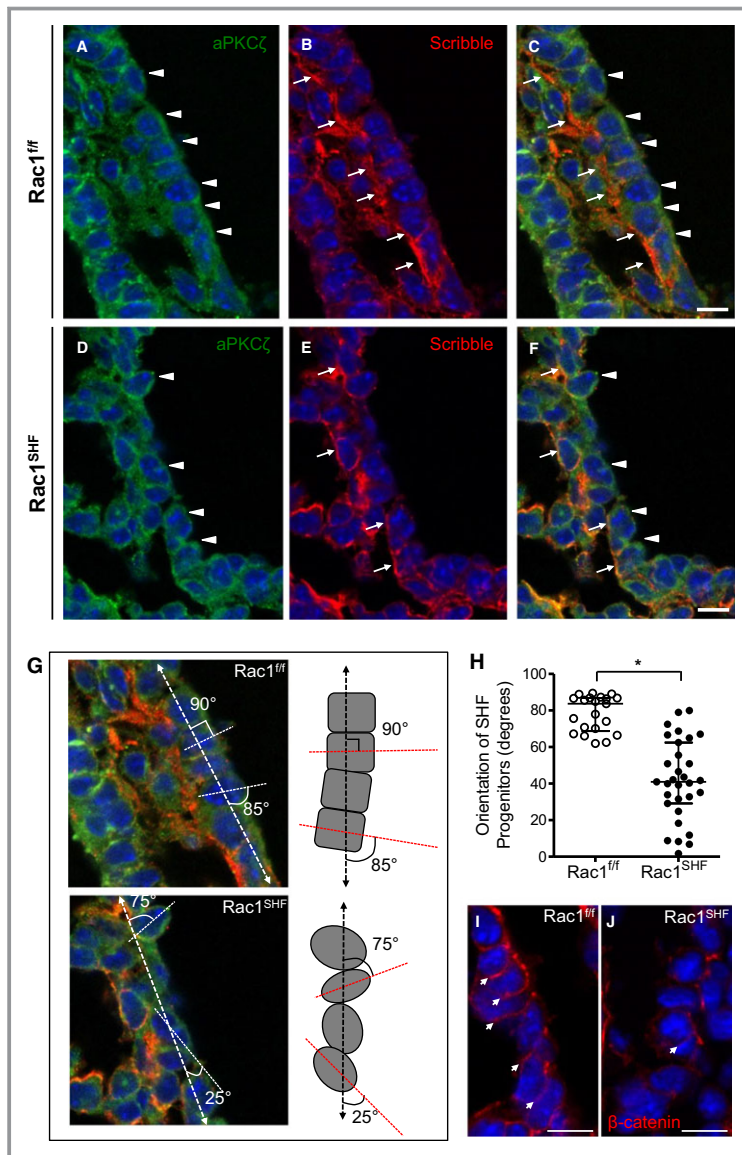 A aPKCζ
B Scribble
C
Rac1f/f
D aPKCζ
E Scribble
F
Rac1SHF
G
Rac1f/f
90°
85°
90°
85°
Rac1SHF
75°
25°
75°
25°
H
*
Orientation of SHF
Progenitors (degrees)
100
80
60
40
20
0
Rac1f/f
Rac1SHF
I Rac1f/f
J Rac1SHF
β-catenin